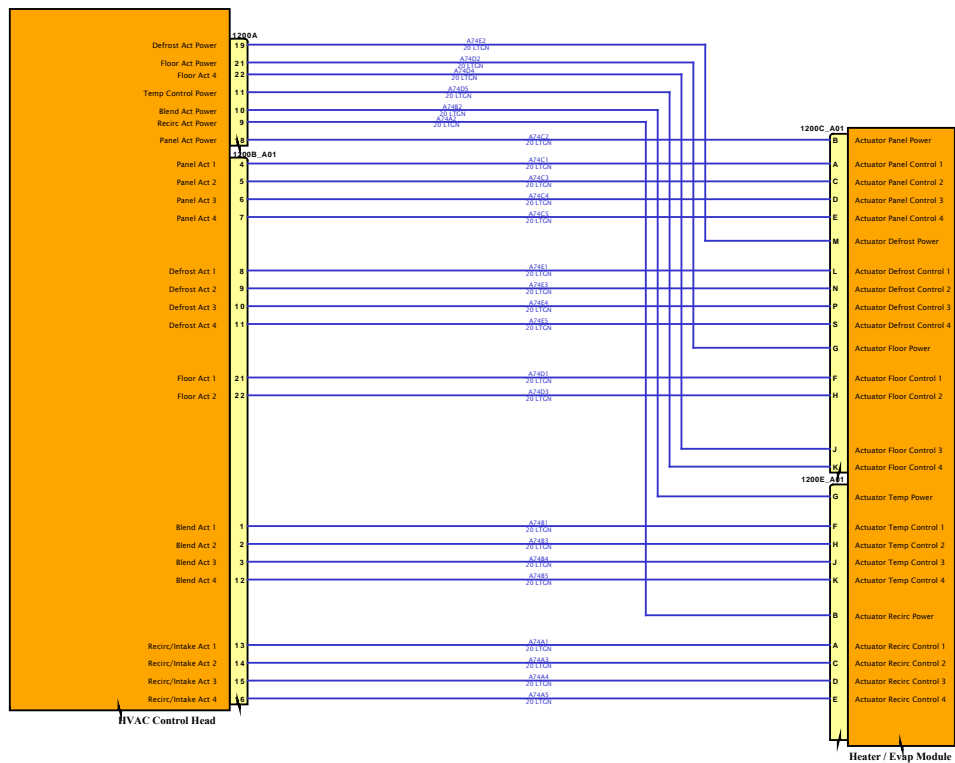 1200A
Defrost Act Power 19 A74E2
20 LTGN
Floor Act Power 21 A74D2
20 LTGN
Floor Act 4 22 A74D4
20 LTGN
Temp Control Power 11 A74D5
20 LTGN
Blend Act Power 10 A74B2
20 LTGN
Recirc Act Power 9 A74A2
20 LTGN
1200C_A01
Panel Act Power 8 A74C2 B Actuator Panel Power
20 LTGN
1200B_A01
Panel Act 1 4 A74C1 A Actuator Panel Control 1
20 LTGN
Panel Act 2 5 A74C3 C Actuator Panel Control 2
20 LTGN
Panel Act 3 6 A74C4 D Actuator Panel Control 3
20 LTGN
Panel Act 4 7 A74C5 E Actuator Panel Control 4
20 LTGN
M Actuator Defrost Power
Defrost Act 1 8 A74E1 L Actuator Defrost Control 1
20 LTGN
Defrost Act 2 9 A74E3 N Actuator Defrost Control 2
20 LTGN
Defrost Act 3 10 A74E4 P Actuator Defrost Control 3
20 LTGN
Defrost Act 4 11 A74E5 S Actuator Defrost Control 4
20 LTGN
G Actuator Floor Power
Floor Act 1 21 A74D1 F Actuator Floor Control 1
20 LTGN
Floor Act 2 22 A74D3 H Actuator Floor Control 2
20 LTGN
J Actuator Floor Control 3
K Actuator Floor Control 4
1200E_A01
G Actuator Temp Power
Blend Act 1 1 A74B1 F Actuator Temp Control 1
20 LTGN
Blend Act 2 2 A74B3 H Actuator Temp Control 2
20 LTGN
Blend Act 3 3 A74B4 J Actuator Temp Control 3
20 LTGN
Blend Act 4 12 A74B5 K Actuator Temp Control 4
20 LTGN
B Actuator Recirc Power
Recirc/Intake Act 1 13 A74A1 A Actuator Recirc Control 1
20 LTGN
Recirc/Intake Act 2 14 A74A3 C Actuator Recirc Control 2
20 LTGN
Recirc/Intake Act 3 15 A74A4 D Actuator Recirc Control 3
20 LTGN
Recirc/Intake Act 4 16 A74A5 E Actuator Recirc Control 4
20 LTGN
HVAC Control Head
Heater / Evap Module